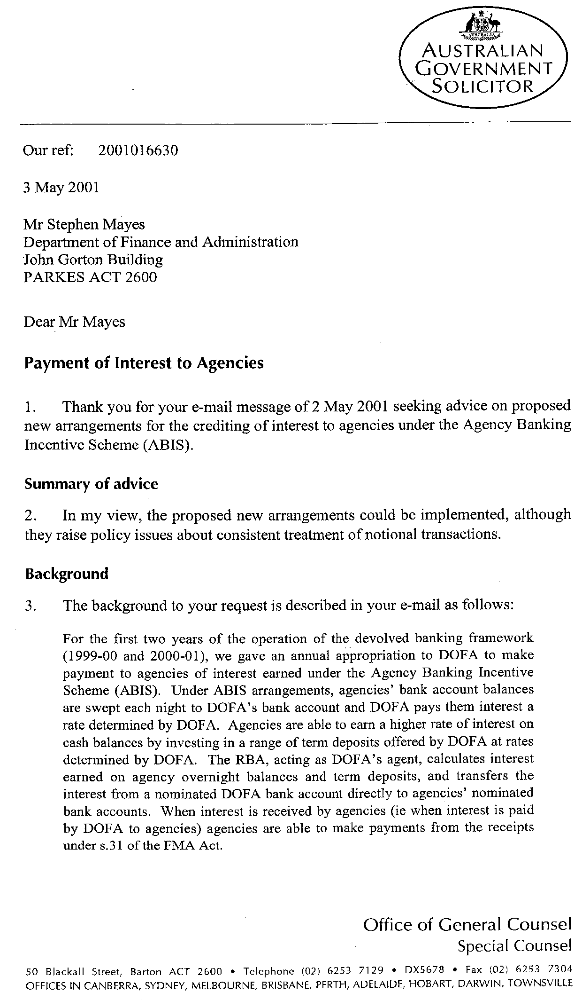 AUSTRALIA
AUSTRALIAN
GOVERNMENT
SOLICITOR
Our ref: 2001016630
3 May 2001
Mr Stephen Mayes
Department of Finance and Administration
John Gorton Building
PARKES ACT 2600
Dear Mr Mayes
Payment of Interest to Agencies
1. Thank you for your e-mail message of 2 May 2001 seeking advice on proposed
new arrangements for the crediting of interest to agencies under the Agency Banking
Incentive Scheme (ABIS).
Summary of advice
2. In my view, the proposed new arrangements could be implemented, although
they raise policy issues about consistent treatment of notional transactions.
Background
3. The background to your request is described in your e-mail as follows:
For the first two years of the operation of the devolved banking framework
(1999-00 and 2000-01), we gave an annual appropriation to DOFA to make
payment to agencies of interest earned under the Agency Banking Incentive
Scheme (ABIS). Under ABIS arrangements, agencies' bank account balances
are swept each night to DOFA's bank account and DOFA pays them interest a
rate determined by DOFA. Agencies are able to earn a higher rate of interest on
cash balances by investing in a range of term deposits offered by DOFA at rates
determined by DOFA. The RBA, acting as DOFA's agent, calculates interest
earned on agency overnight balances and term deposits, and transfers the
interest from a nominated DOFA bank account directly to agencies' nominated
bank accounts. When interest is received by agencies (ie when interest is paid
by DOFA to agencies) agencies are able to make payments from the receipts
under s.31 of the FMA Act.
Office of General Counsel
Special Counsel
50 Blackall Street, Barton ACT 2600 • Telephone (02) 6253 7129 • DX5678 • Fax (02) 6253 7304
OFFICES IN CANBERRA, SYDNEY, MELBOURNE, BRISBANE, PERTH, ADELAIDE, HOBART, DARWIN, TOWNSVILLE